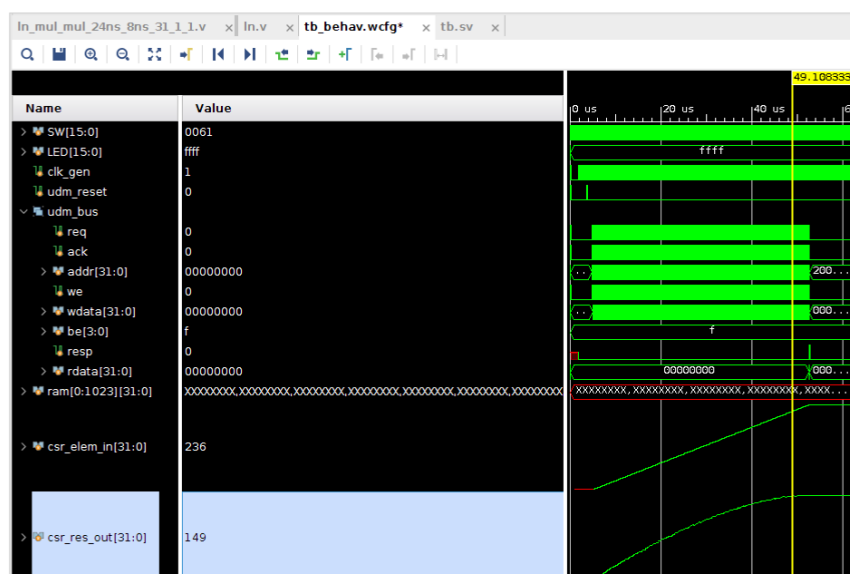 ln_mul_mul_24ns_8ns_31_1_1.v x ln.v x tb_behav.wcfg* x tb.sv x
49.108333
Name Value 0 us 20 us 40 us 6
SW[15:0] 0061
LED[15:0] ffff ffff
clk_gen 1
udm_reset 0
udm_bus
req 0
ack 0
addr[31:0] 00000000 .. 200...
we 0
wdata[31:0] 00000000 .. 000...
be[3:0] f f
resp 0
rdata[31:0] 00000000 00000000 000...
ram[0:1023][31:0] XXXXXXXX,XXXXXXXX,XXXXXXXX,XXXXXXXX,XXXXXXXX,XXXXXXXX,XXXXXXXX XXXXXXXX,XXXXXXXX,XXXXXXXX,XXXXXXXX,XXXX...
csr_elem_in[31:0] 236
csr_res_out[31:0] 149